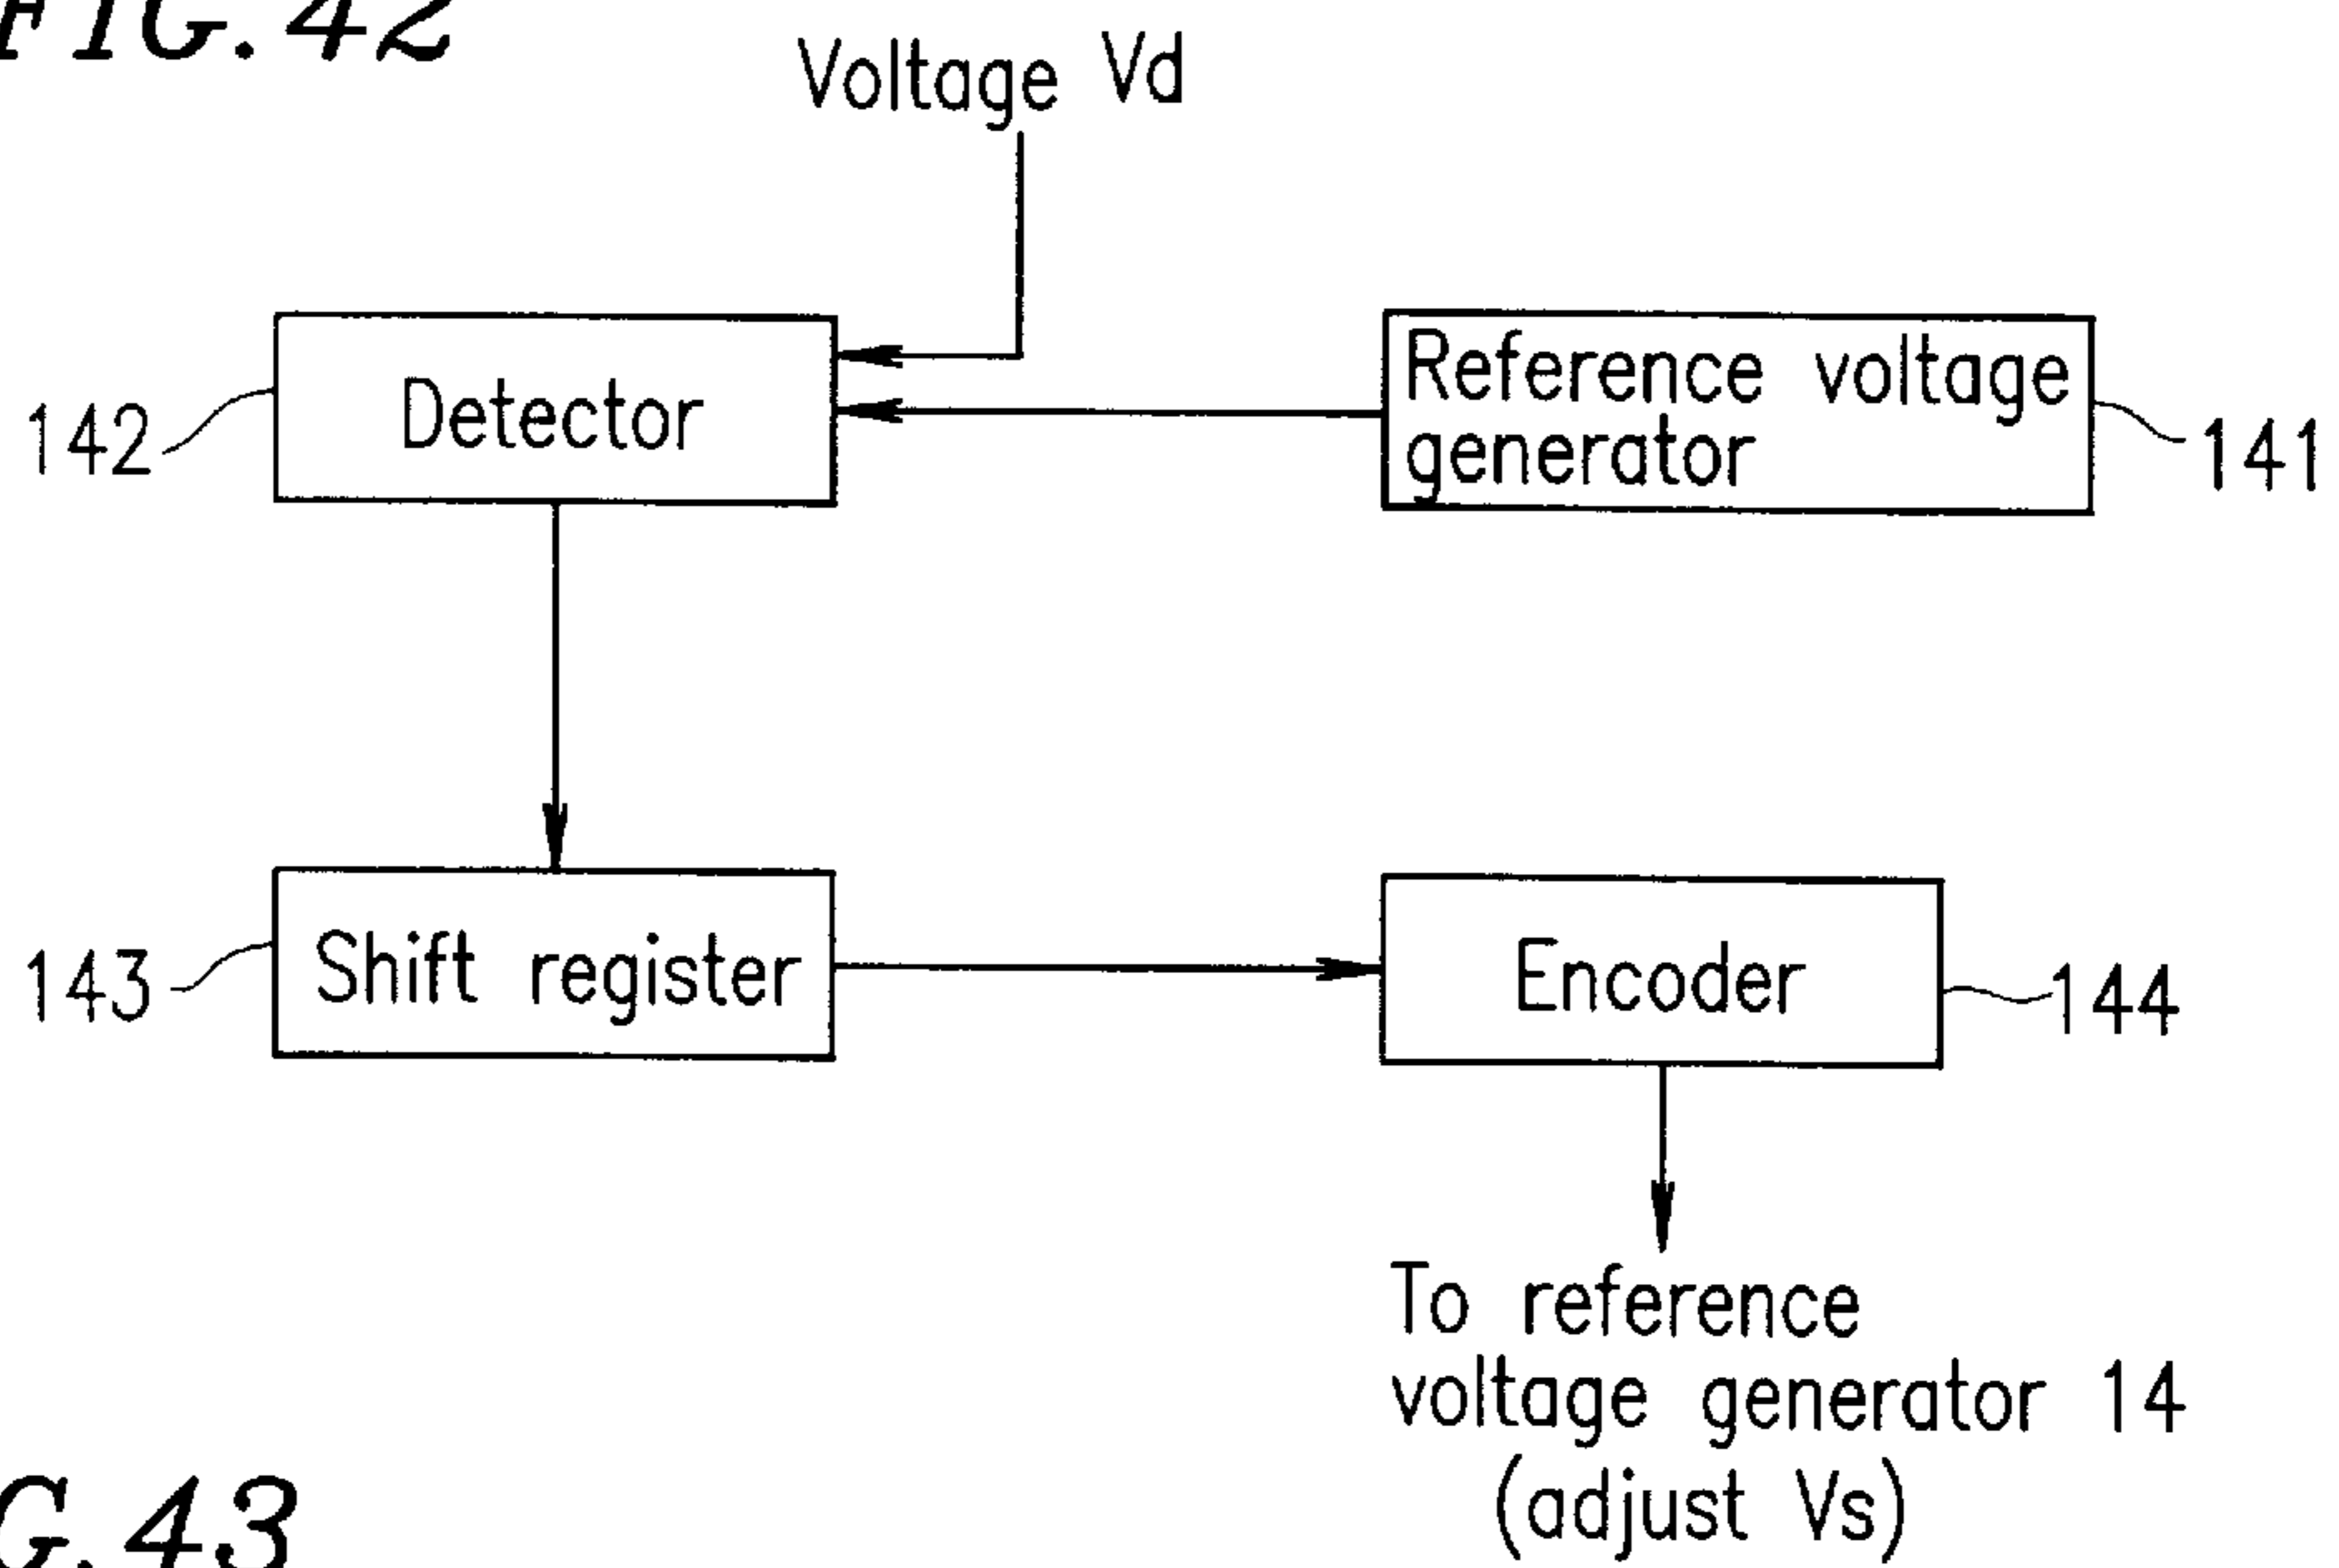 FIG. 42
Voltage Vd
Detector
Reference voltage
generator
142
141
Shift register
Encoder
143
144
To reference
voltage generator 14
(adjust Vs)
G. 43